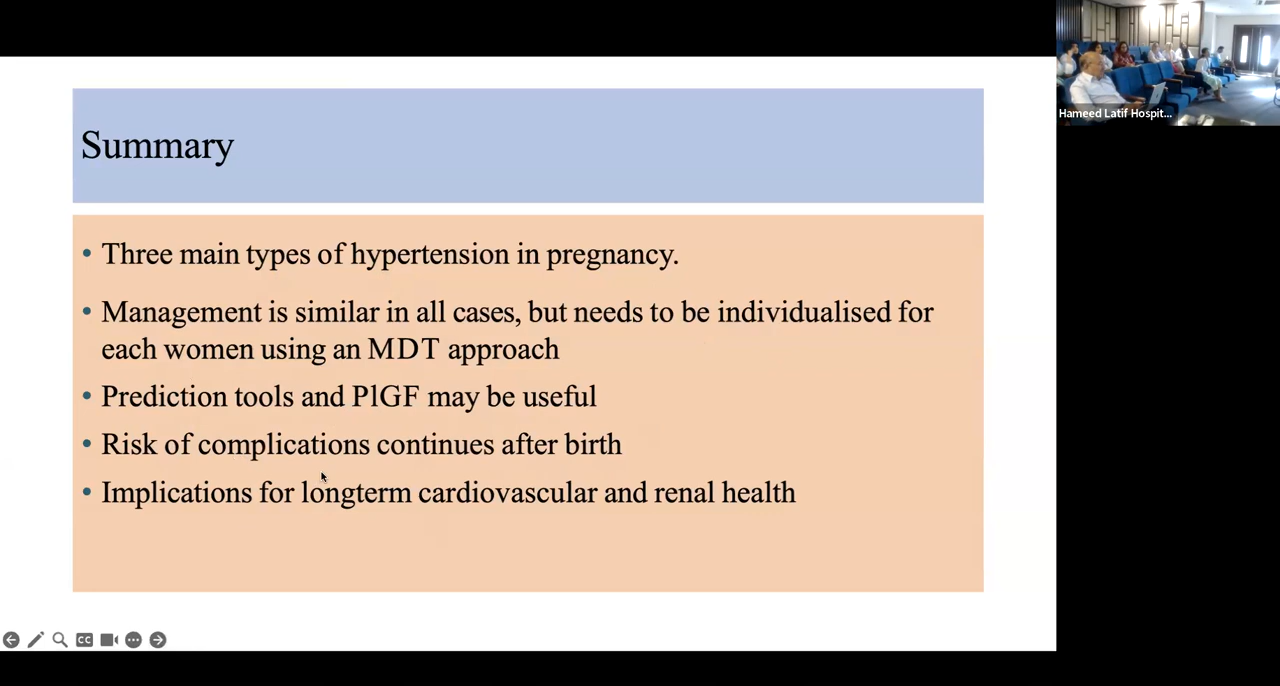 Summary
• Three main types of hypertension in pregnancy.
• Management is similar in all cases, but needs to be individualised for
each women using an MDT approach
• Prediction tools and PlGF may be useful
• Risk of complications continues after birth
• Implications for longterm cardiovascular and renal health
Hameed Latif Hospit...
CC